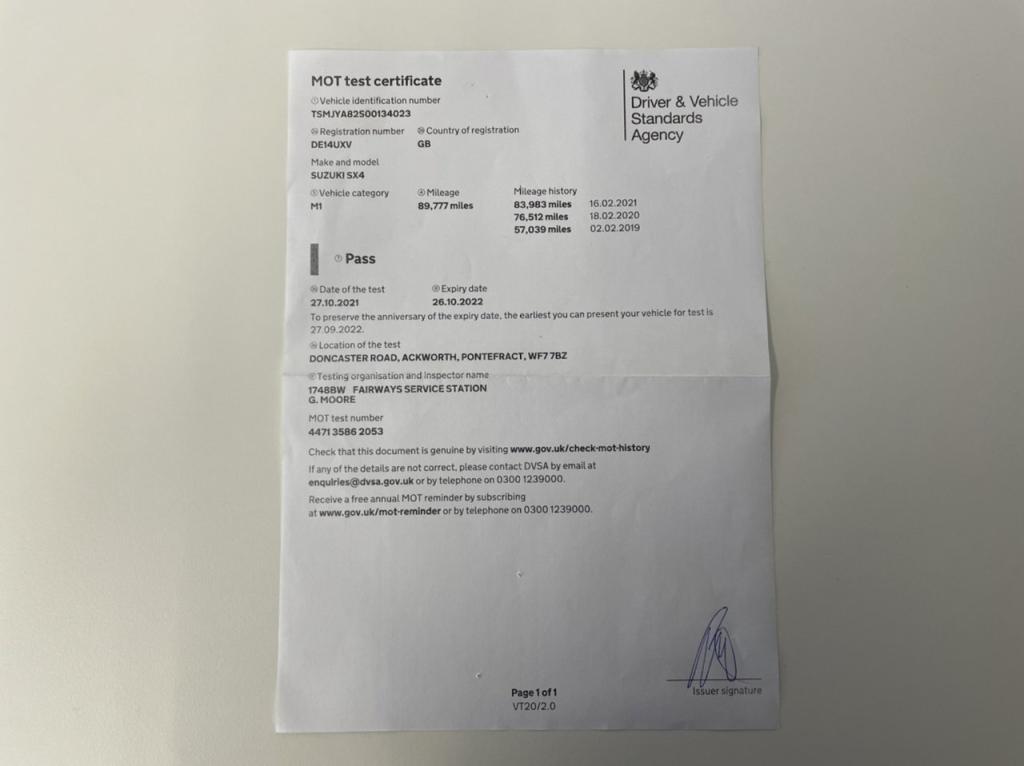 MOT test certificate
Driver & Vehicle
Standards
Agency
Vehicle identification number
TSMJYA82S00134023
Registration number Country of registration
DE14UXV GB
Make and model
SUZUKI SX4
Vehicle category Mileage Mileage history
M1 89,777 miles 83,983 miles 16.02.2021
76,512 miles 18.02.2020
57,039 miles 02.02.2019
Pass
Date of the test Expiry date
27.10.2021 26.10.2022
To preserve the anniversary of the expiry date, the earliest you can present your vehicle for test is
27.09.2022.
Location of the test
DONCASTER ROAD, ACKWORTH, PONTEFRACT, WF7 7BZ
Testing organisation and inspector name
1748BW FAIRWAYS SERVICE STATION
G. MOORE
MOT test number
4471 3586 2053
Check that this document is genuine by visiting www.gov.uk/check-mot-history
If any of the details are not correct, please contact DVSA by email at
enquiries@dvsa.gov.uk or by telephone on 0300 1239000.
Receive a free annual MOT reminder by subscribing
at www.gov.uk/mot-reminder or by telephone on 0300 1239000.
Issuer signature
Page 1 of 1
VT20/2.0